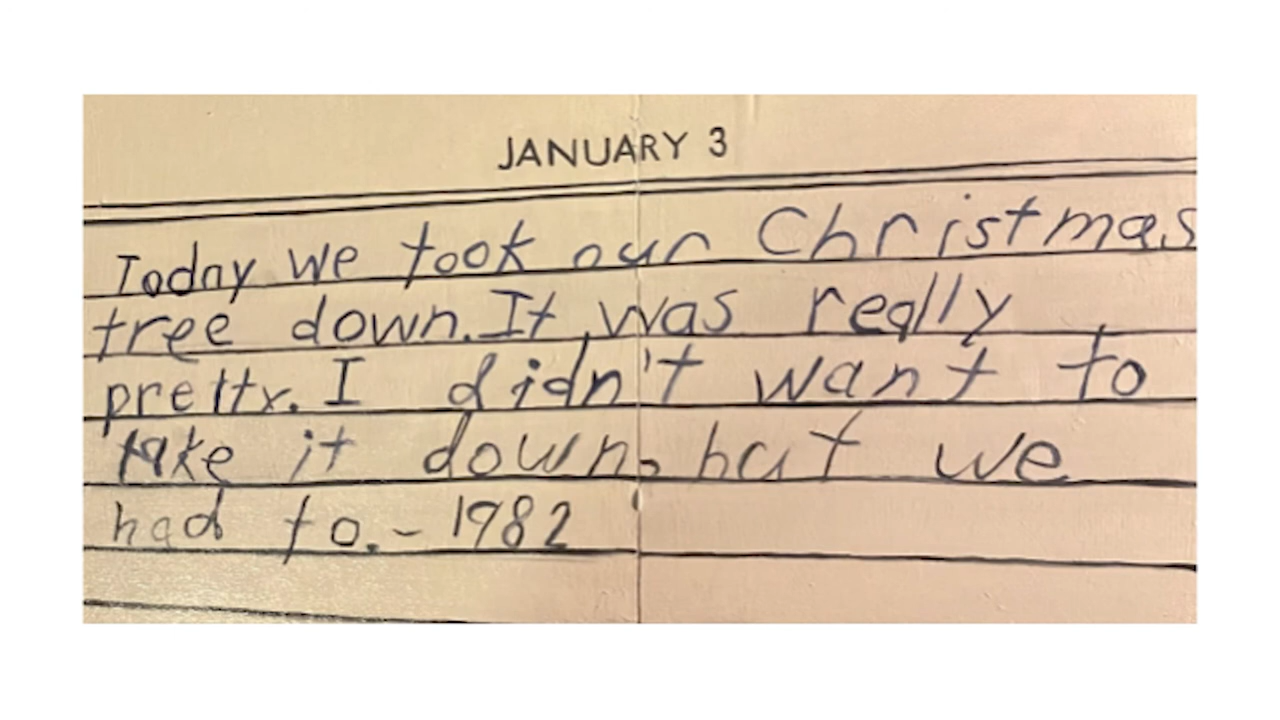 JANUARY 3
Today we took our Christmas
tree down. It was really
pretty. I didn't want to
take it down, but we
had to. - 1982